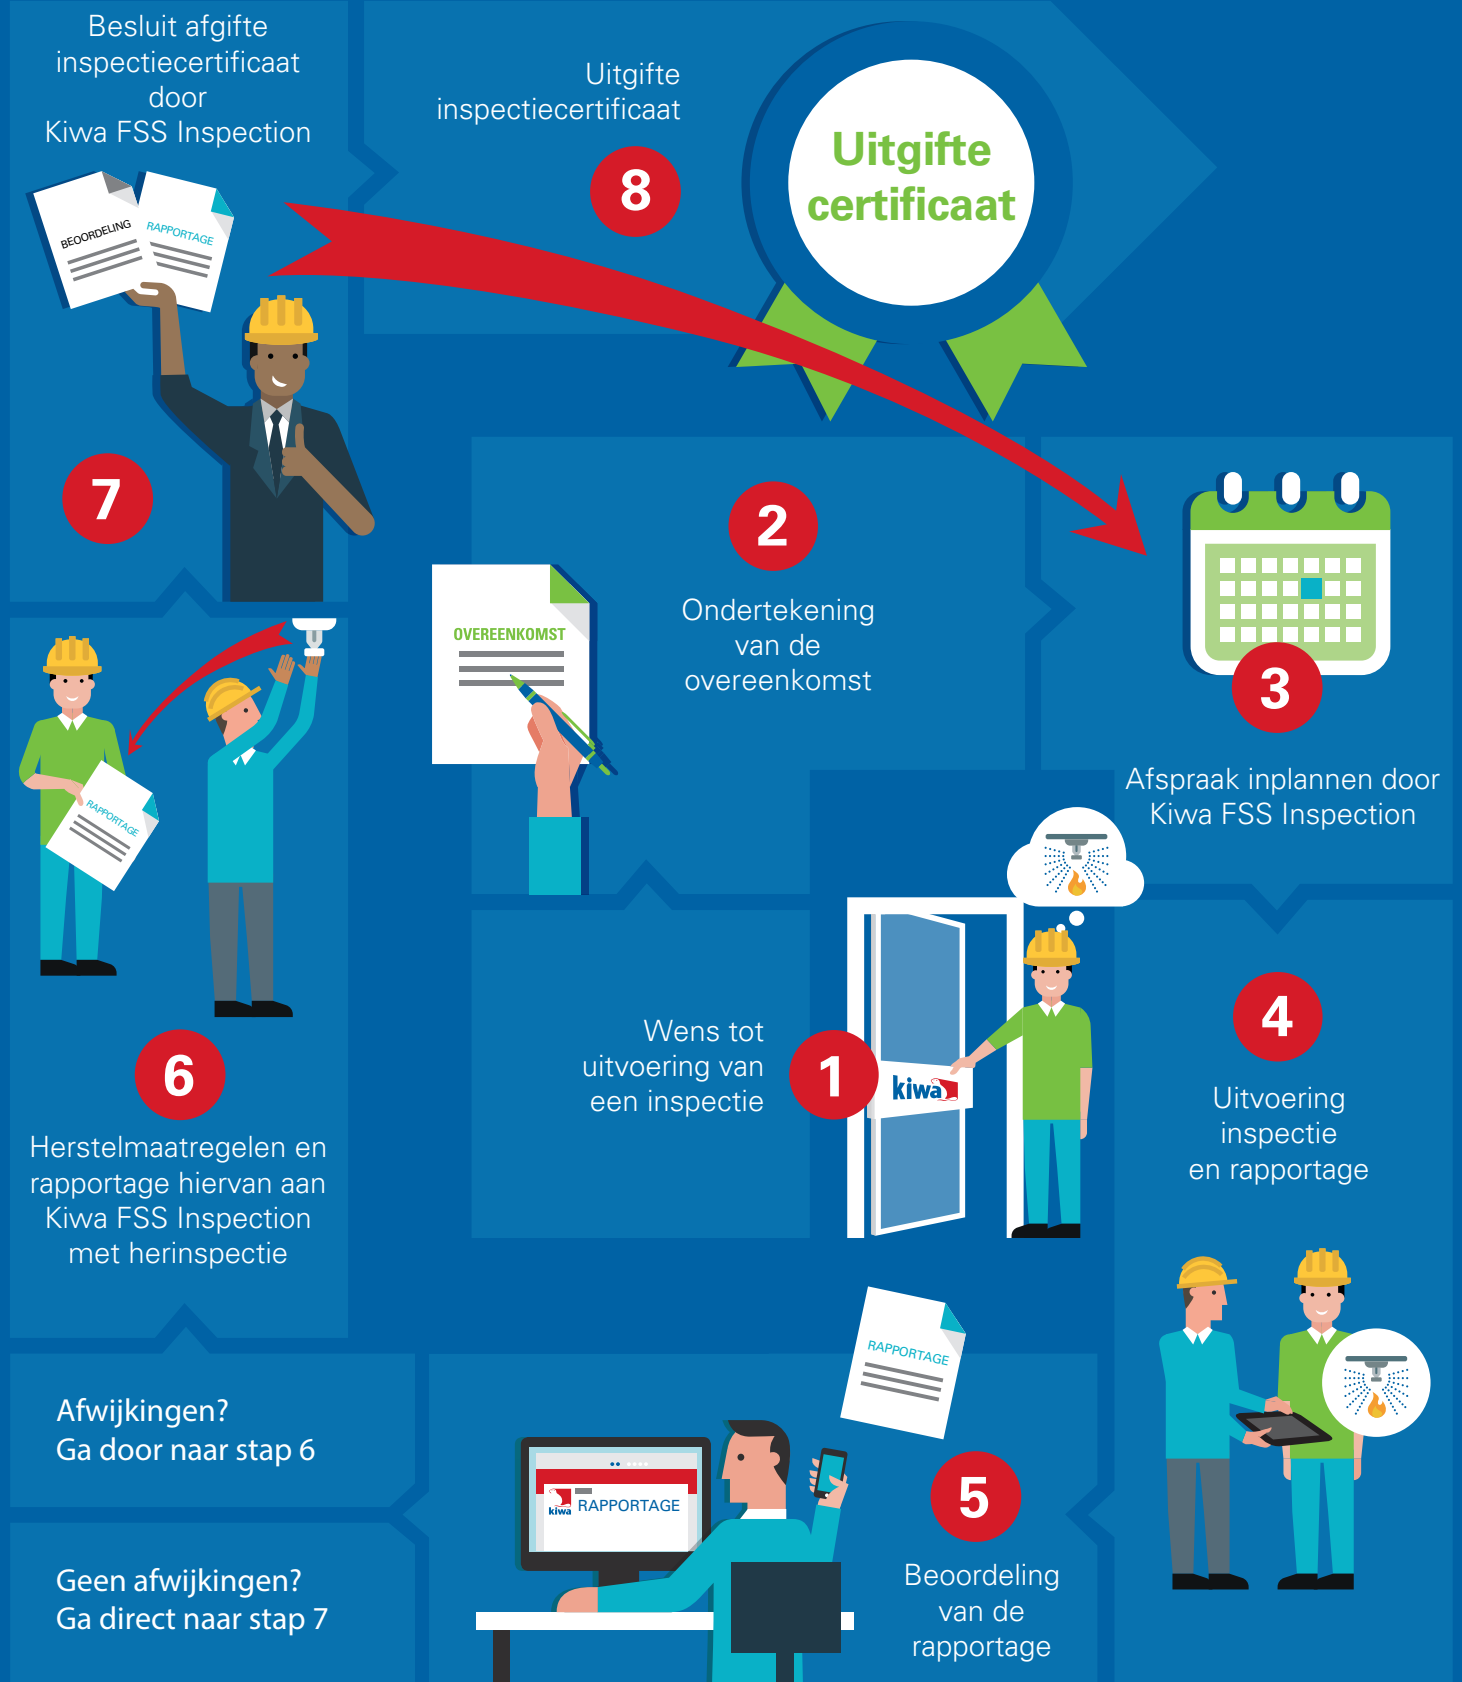 Besluit afgifte
inspectiecertificaat
door
Kiwa FSS Inspection
BEOORDELING
RAPPORTAGE
7
Uitgifte
inspectiecertificaat
8
Uitgifte
certificaat
OVEREENKOMST
2
Ondertekening
van de
overeenkomst
3
Afspraak inplannen door
Kiwa FSS Inspection
RAPPORTAGE
6
Herstelmaatregelen en
rapportage hiervan aan
Kiwa FSS Inspection
met herinspectie
Wens tot
uitvoering van
een inspectie
1
kiwa
4
Uitvoering
inspectie
en rapportage
Afwijkingen?
Ga door naar stap 6
Geen afwijkingen?
Ga direct naar stap 7
RAPPORTAGE
kiwa
RAPPORTAGE
5
Beoordeling
van de
rapportage